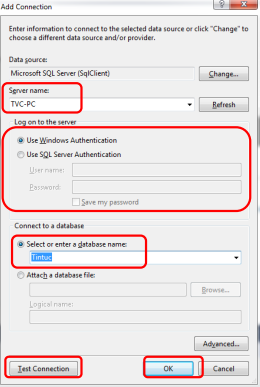 Add Connection
Enter information to connect to the selected data source or click "Change" to
choose a different data source and/or provider.
Data source:
Microsoft SQL Server (SqlClient)
Change...
Server name:
TVC-PC
Refresh
Log on to the server
Use Windows Authentication
Use SQL Server Authentication
User name:
Password:
Save my password
Connect to a database
Select or enter a database name:
Tintuc
Attach a database file:
Browse...
Logical name:
Advanced...
Test Connection
OK
Cancel